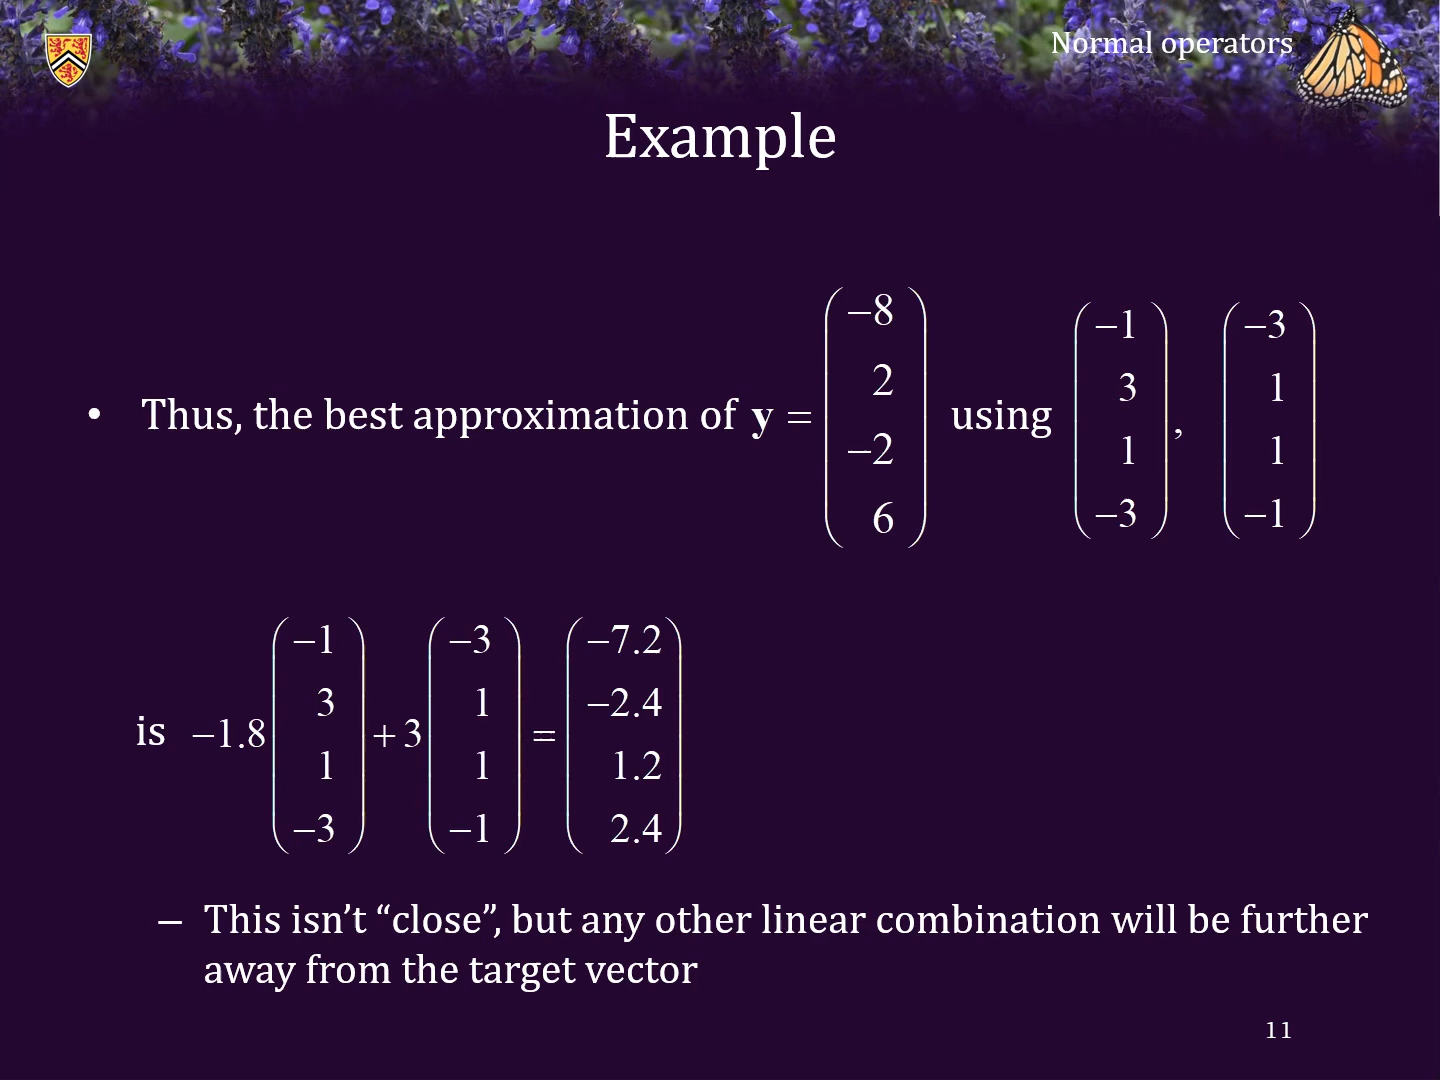 Normal operators
Example
• Thus, the best approximation of y = (−8 2 −2 6) using (−1 3 1 −3), (−3 1 1 −1)
is −1.8 (−1 3 1 −3) + 3 (−3 1 1 −1) = (−7.2 −2.4 1.2 2.4)
– This isn’t “close”, but any other linear combination will be further
away from the target vector
11